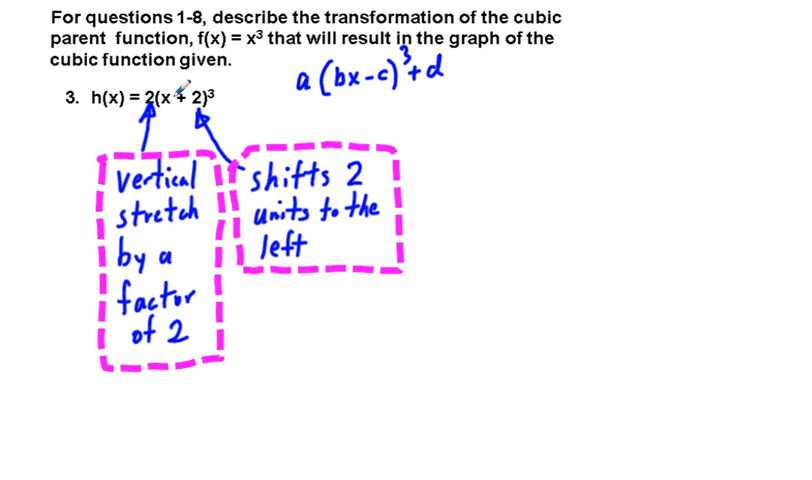 For questions 1-8, describe the transformation of the cubic
parent function, f(x) = x³ that will result in the graph of the
cubic function given.
a (bx-c)³+d
3. h(x) = 2(x + 2)³
vertical
stretch
by a
factor
of 2
shifts 2
units to the
left